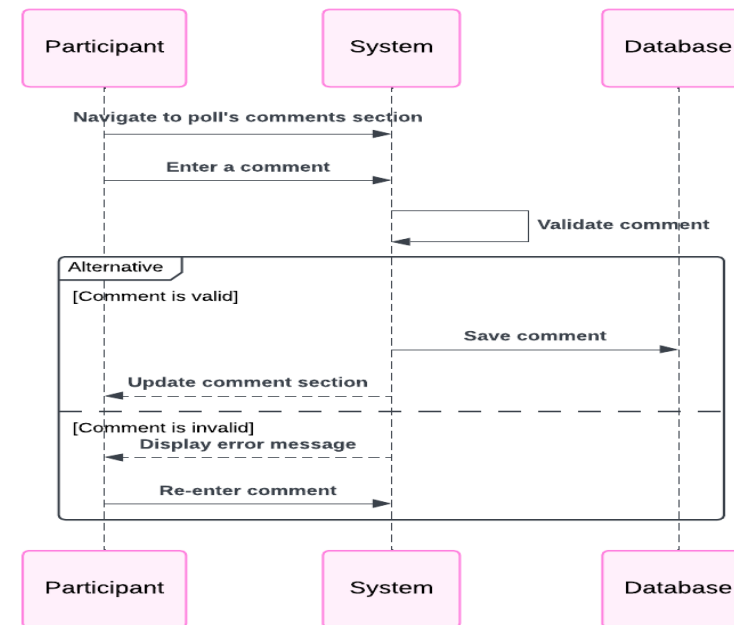 Participant
System
Database
Navigate to poll's comments section
Enter a comment
Validate comment
Alternative
[Comment is valid]
Save comment
Update comment section
[Comment is invalid]
Display error message
Re-enter comment
Participant
System
Database